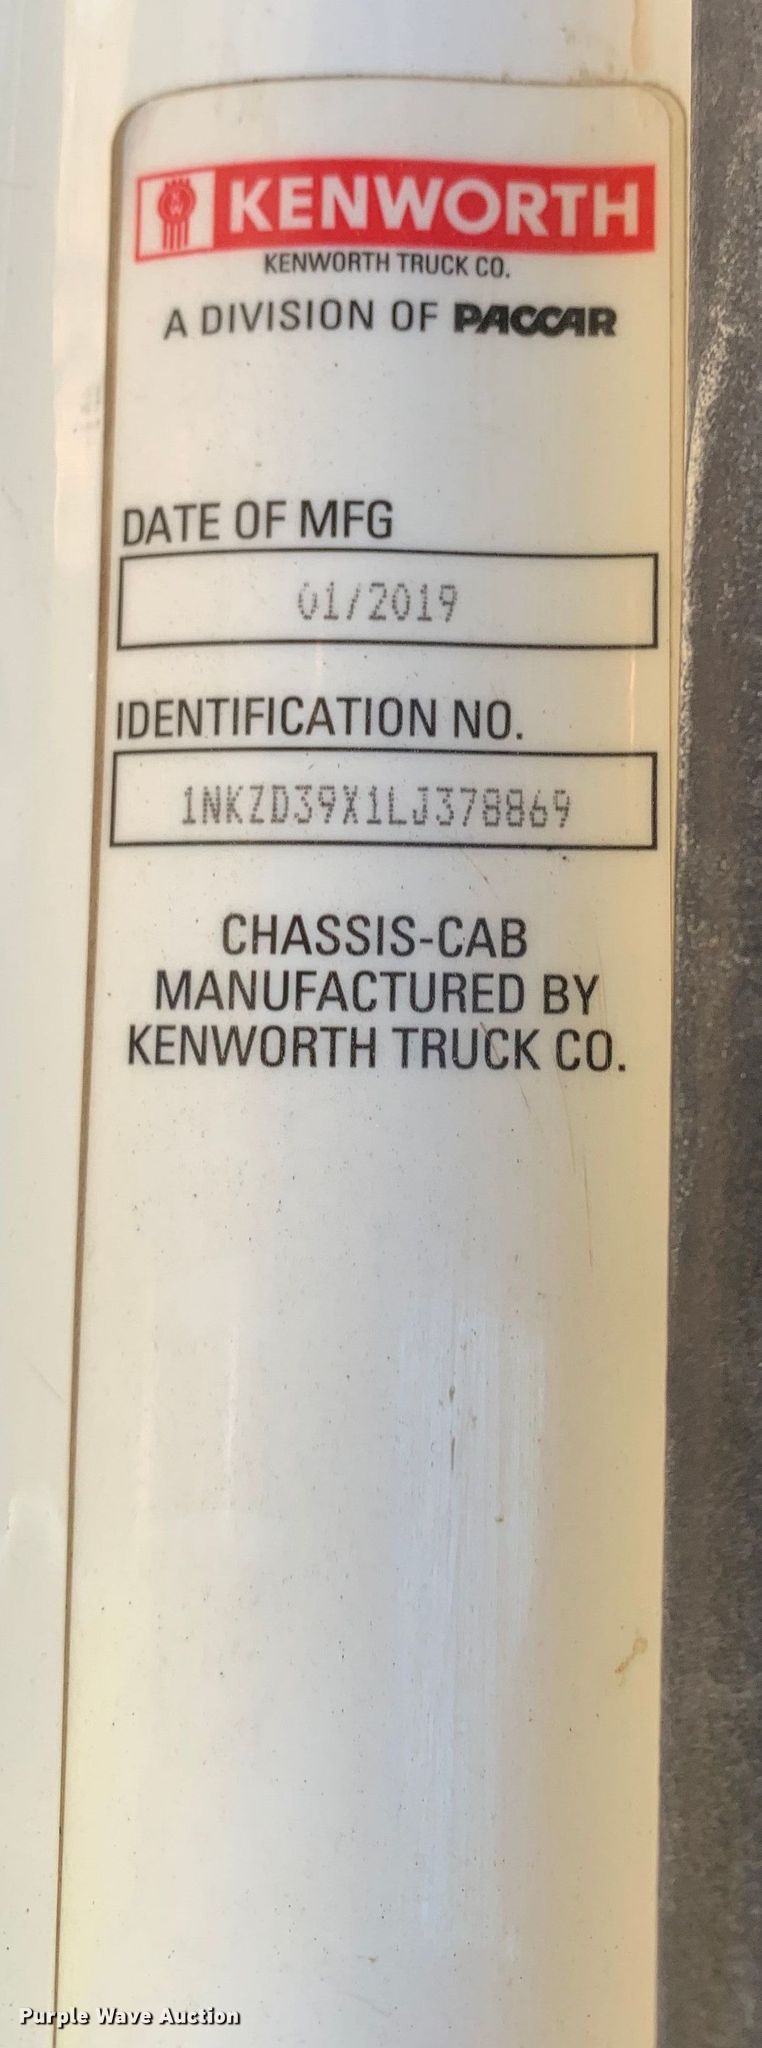 KENWORTH
KENWORTH TRUCK CO.
A DIVISION OF PACCAR
DATE OF MFG
01/2019
IDENTIFICATION NO.
1NKZD39X1LJ378869
CHASSIS-CAB
MANUFACTURED BY
KENWORTH TRUCK CO.
Purple Wave Auction